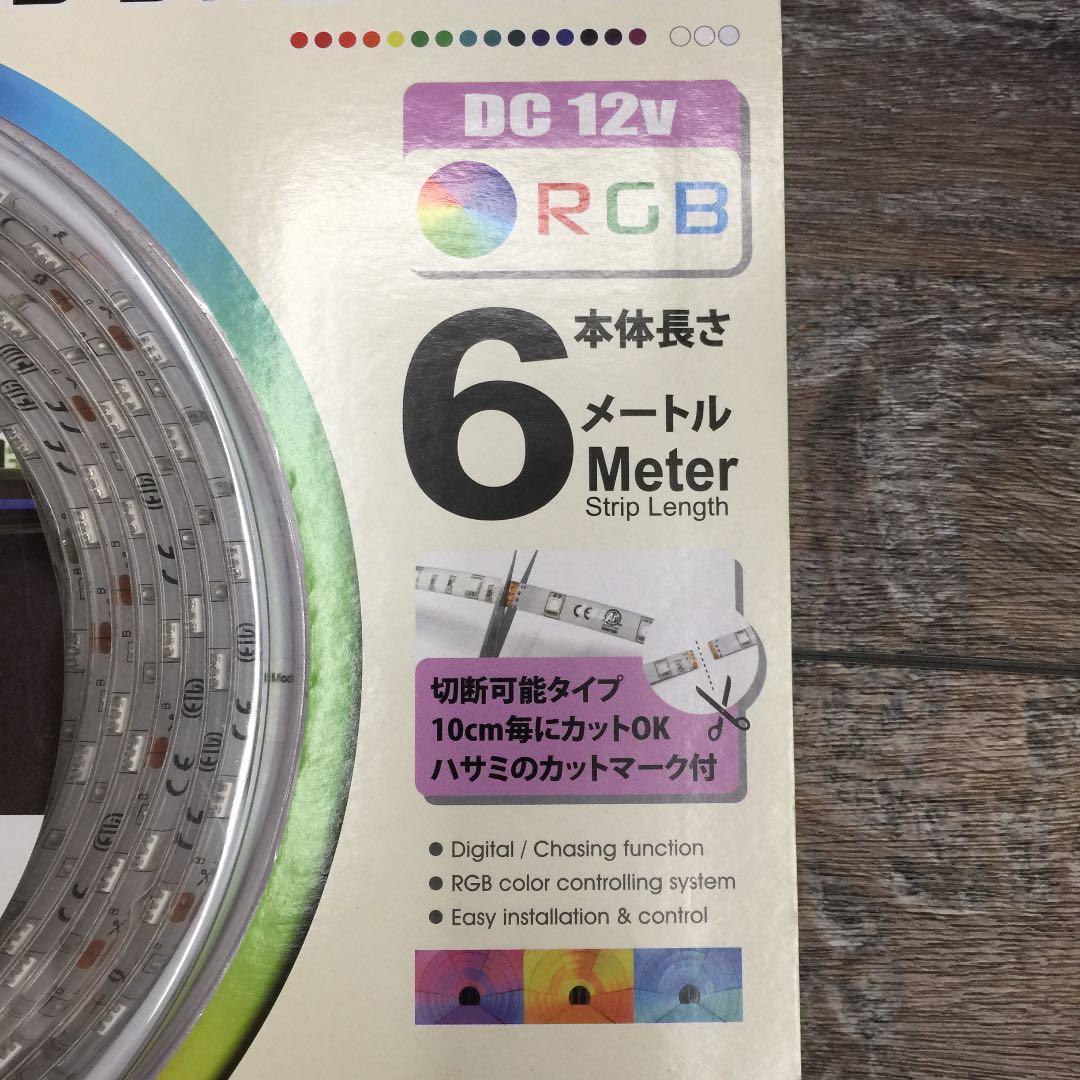 DC 12v
RGB
6
本体長さ
メートル
Meter
Strip Length
切断可能タイプ
10cm毎にカットOK
ハサミのカットマーク付
• Digital / Chasing function
• RGB color controlling system
• Easy installation & control